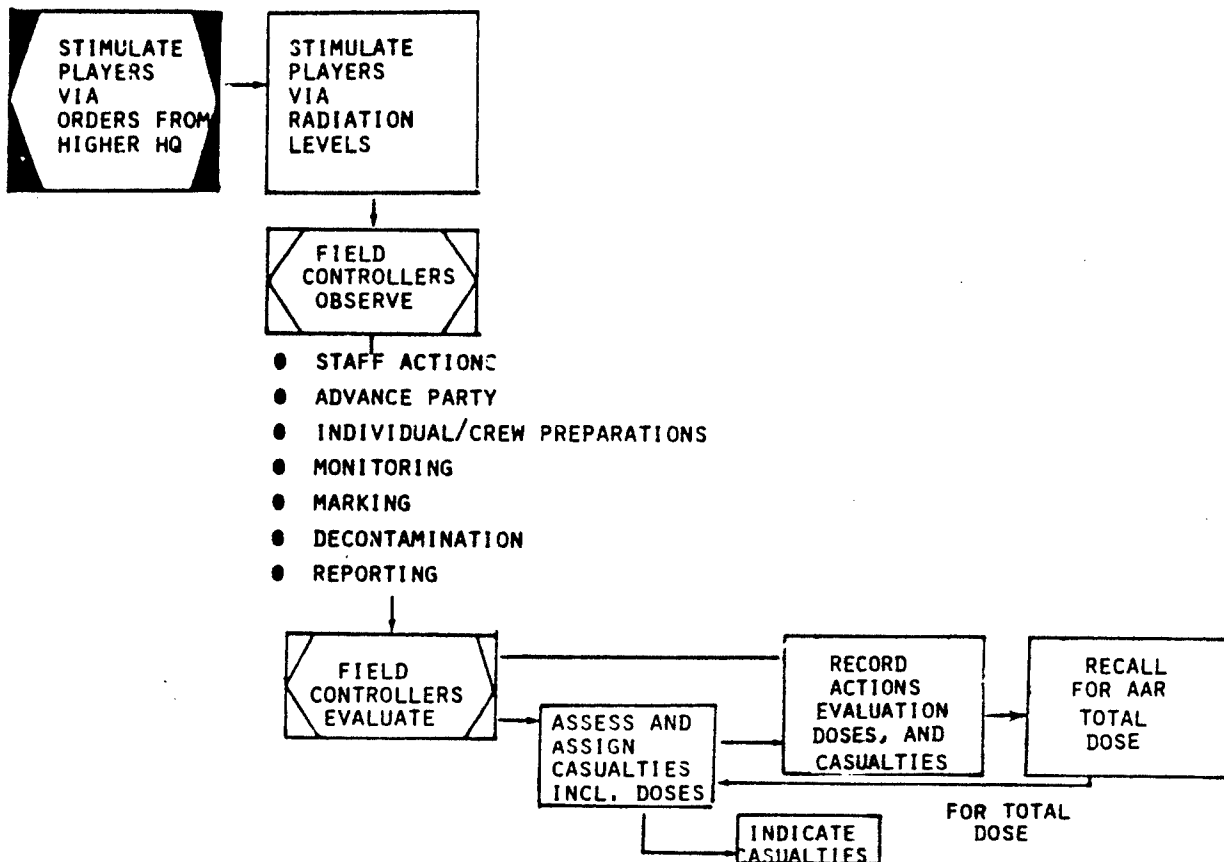 STIMULATE
PLAYERS
VIA
ORDERS FROM
HIGHER HQ
STIMULATE
PLAYERS
VIA
RADIATION
LEVELS
FIELD
CONTROLLERS
OBSERVE
● STAFF ACTIONS
● ADVANCE PARTY
● INDIVIDUAL/CREW PREPARATIONS
● MONITORING
● MARKING
● DECONTAMINATION
● REPORTING
FIELD
CONTROLLERS
EVALUATE
ASSESS AND
ASSIGN
CASUALTIES
INCL. DOSES
RECORD
ACTIONS
EVALUATION
DOSES, AND
CASUALTIES
RECALL
FOR AAR
TOTAL
DOSE
FOR TOTAL
DOSE
INDICATE
CASUALTIES